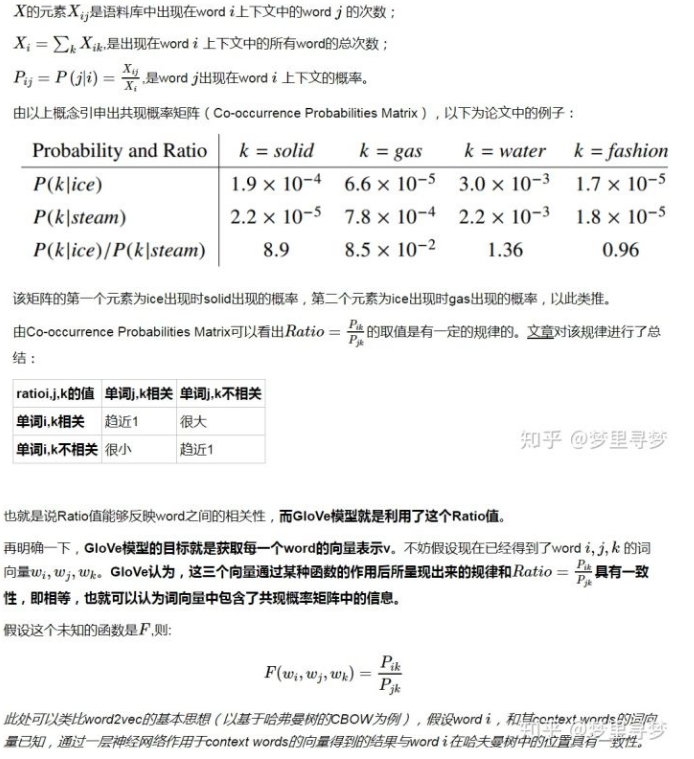 X的元素X_{ij}是语料库中出现在word i上下文中的word j 的次数；
X_i = ∑_k X_{ik},是出现在word i 上下文中的所有word的总次数；
P_{ij} = P (j|i) = X_{ij}/X_i ,是word j出现在word i 上下文的概率。
由以上概念引申出共现概率矩阵（Co-occurrence Probabilities Matrix），以下为论文中的例子：
Probability and Ratio k = solid k = gas k = water k = fashion
P(k|ice) 1.9 × 10^{−4} 6.6 × 10^{−5} 3.0 × 10^{−3} 1.7 × 10^{−5}
P(k|steam) 2.2 × 10^{−5} 7.8 × 10^{−4} 2.2 × 10^{−3} 1.8 × 10^{−5}
P(k|ice)/P(k|steam) 8.9 8.5 × 10^{−2} 1.36 0.96
该矩阵的第一个元素为ice出现时solid出现的概率，第二个元素为ice出现时gas出现的概率，以此类推。
由Co-occurrence Probabilities Matrix可以看出Ratio = P_{ik}/P_{jk} 的取值是有一定的规律的。文章对该规律进行了总
结：
ratioi,j,k的值 单词j,k相关 单词j,k不相关
单词i,k相关 趋近1 很大
单词i,k不相关 很小 趋近1
知乎 @梦里寻梦
也就是说Ratio值能够反映word之间的相关性，而GloVe模型就是利用了这个Ratio值。
再明确一下，GloVe模型的目标就是获取每一个word的向量表示v。不妨假设现在已经得到了word i, j, k 的词
向量w_i, w_j, w_k。GloVe认为，这三个向量通过某种函数的作用后所呈现出来的规律和Ratio = P_{ik}/P_{jk} 具有一致
性，即相等，也就可以认为词向量中包含了共现概率矩阵中的信息。
假设这个未知的函数是F,则:
F(w_i, w_j, w_k) = P_{ik}/P_{jk}
此处可以类比word2vec的基本思想（以基于哈弗曼树的CBOW为例），假设word i，和其context words的词向
量已知，通过一层神经网络作用于context words的向量得到的结果与word i在哈夫曼树中的位置具有一致性。
知乎 @梦里寻梦